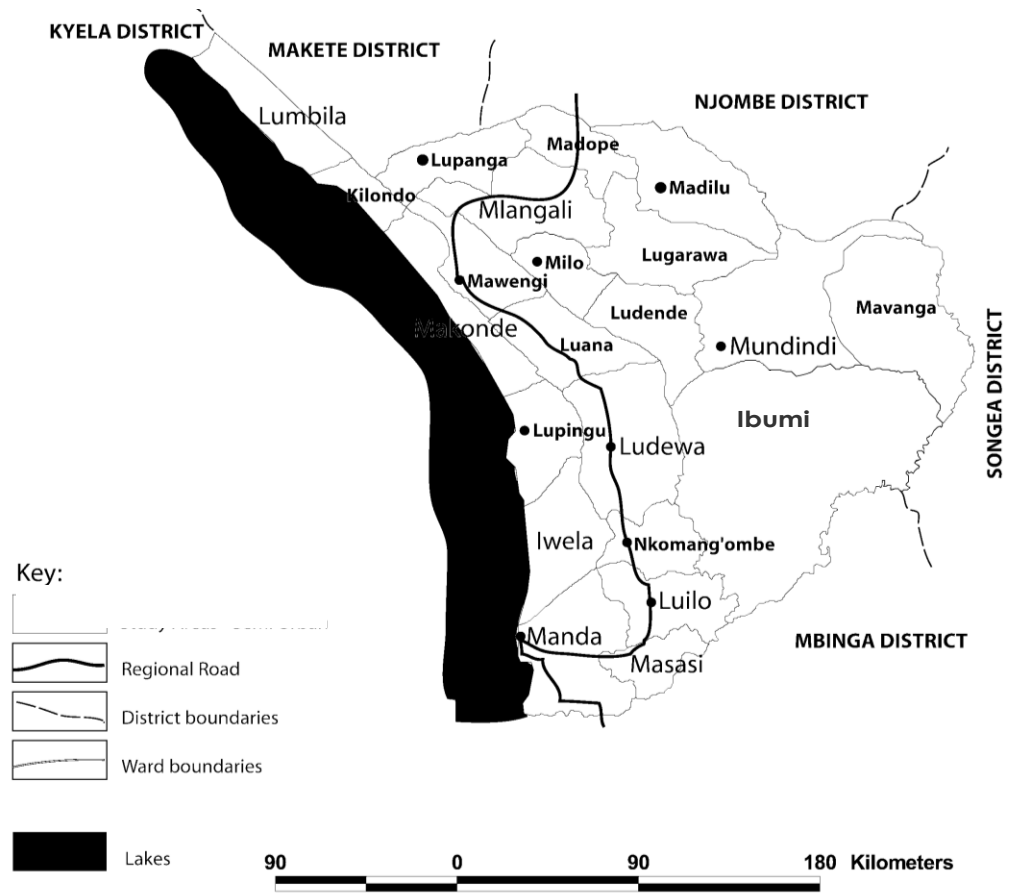 KYELA DISTRICT
MAKETE DISTRICT
NJOMBE DISTRICT
Lumbila
Madope
Lupanga
Madilu
Kilondo
Mlangali
Lugarawa
Milo
Mawengi
Mavanga
Ludende
Makonde
Luana
Mundindi
SONGEA DISTRICT
Ibumi
Lupingu
Ludewa
Iwela
Nkomang'ombe
Luilo
Manda
MBINGA DISTRICT
Masasi
Key:
Regional Road
District boundaries
Ward boundaries
Lakes
90 0 90 180 Kilometers